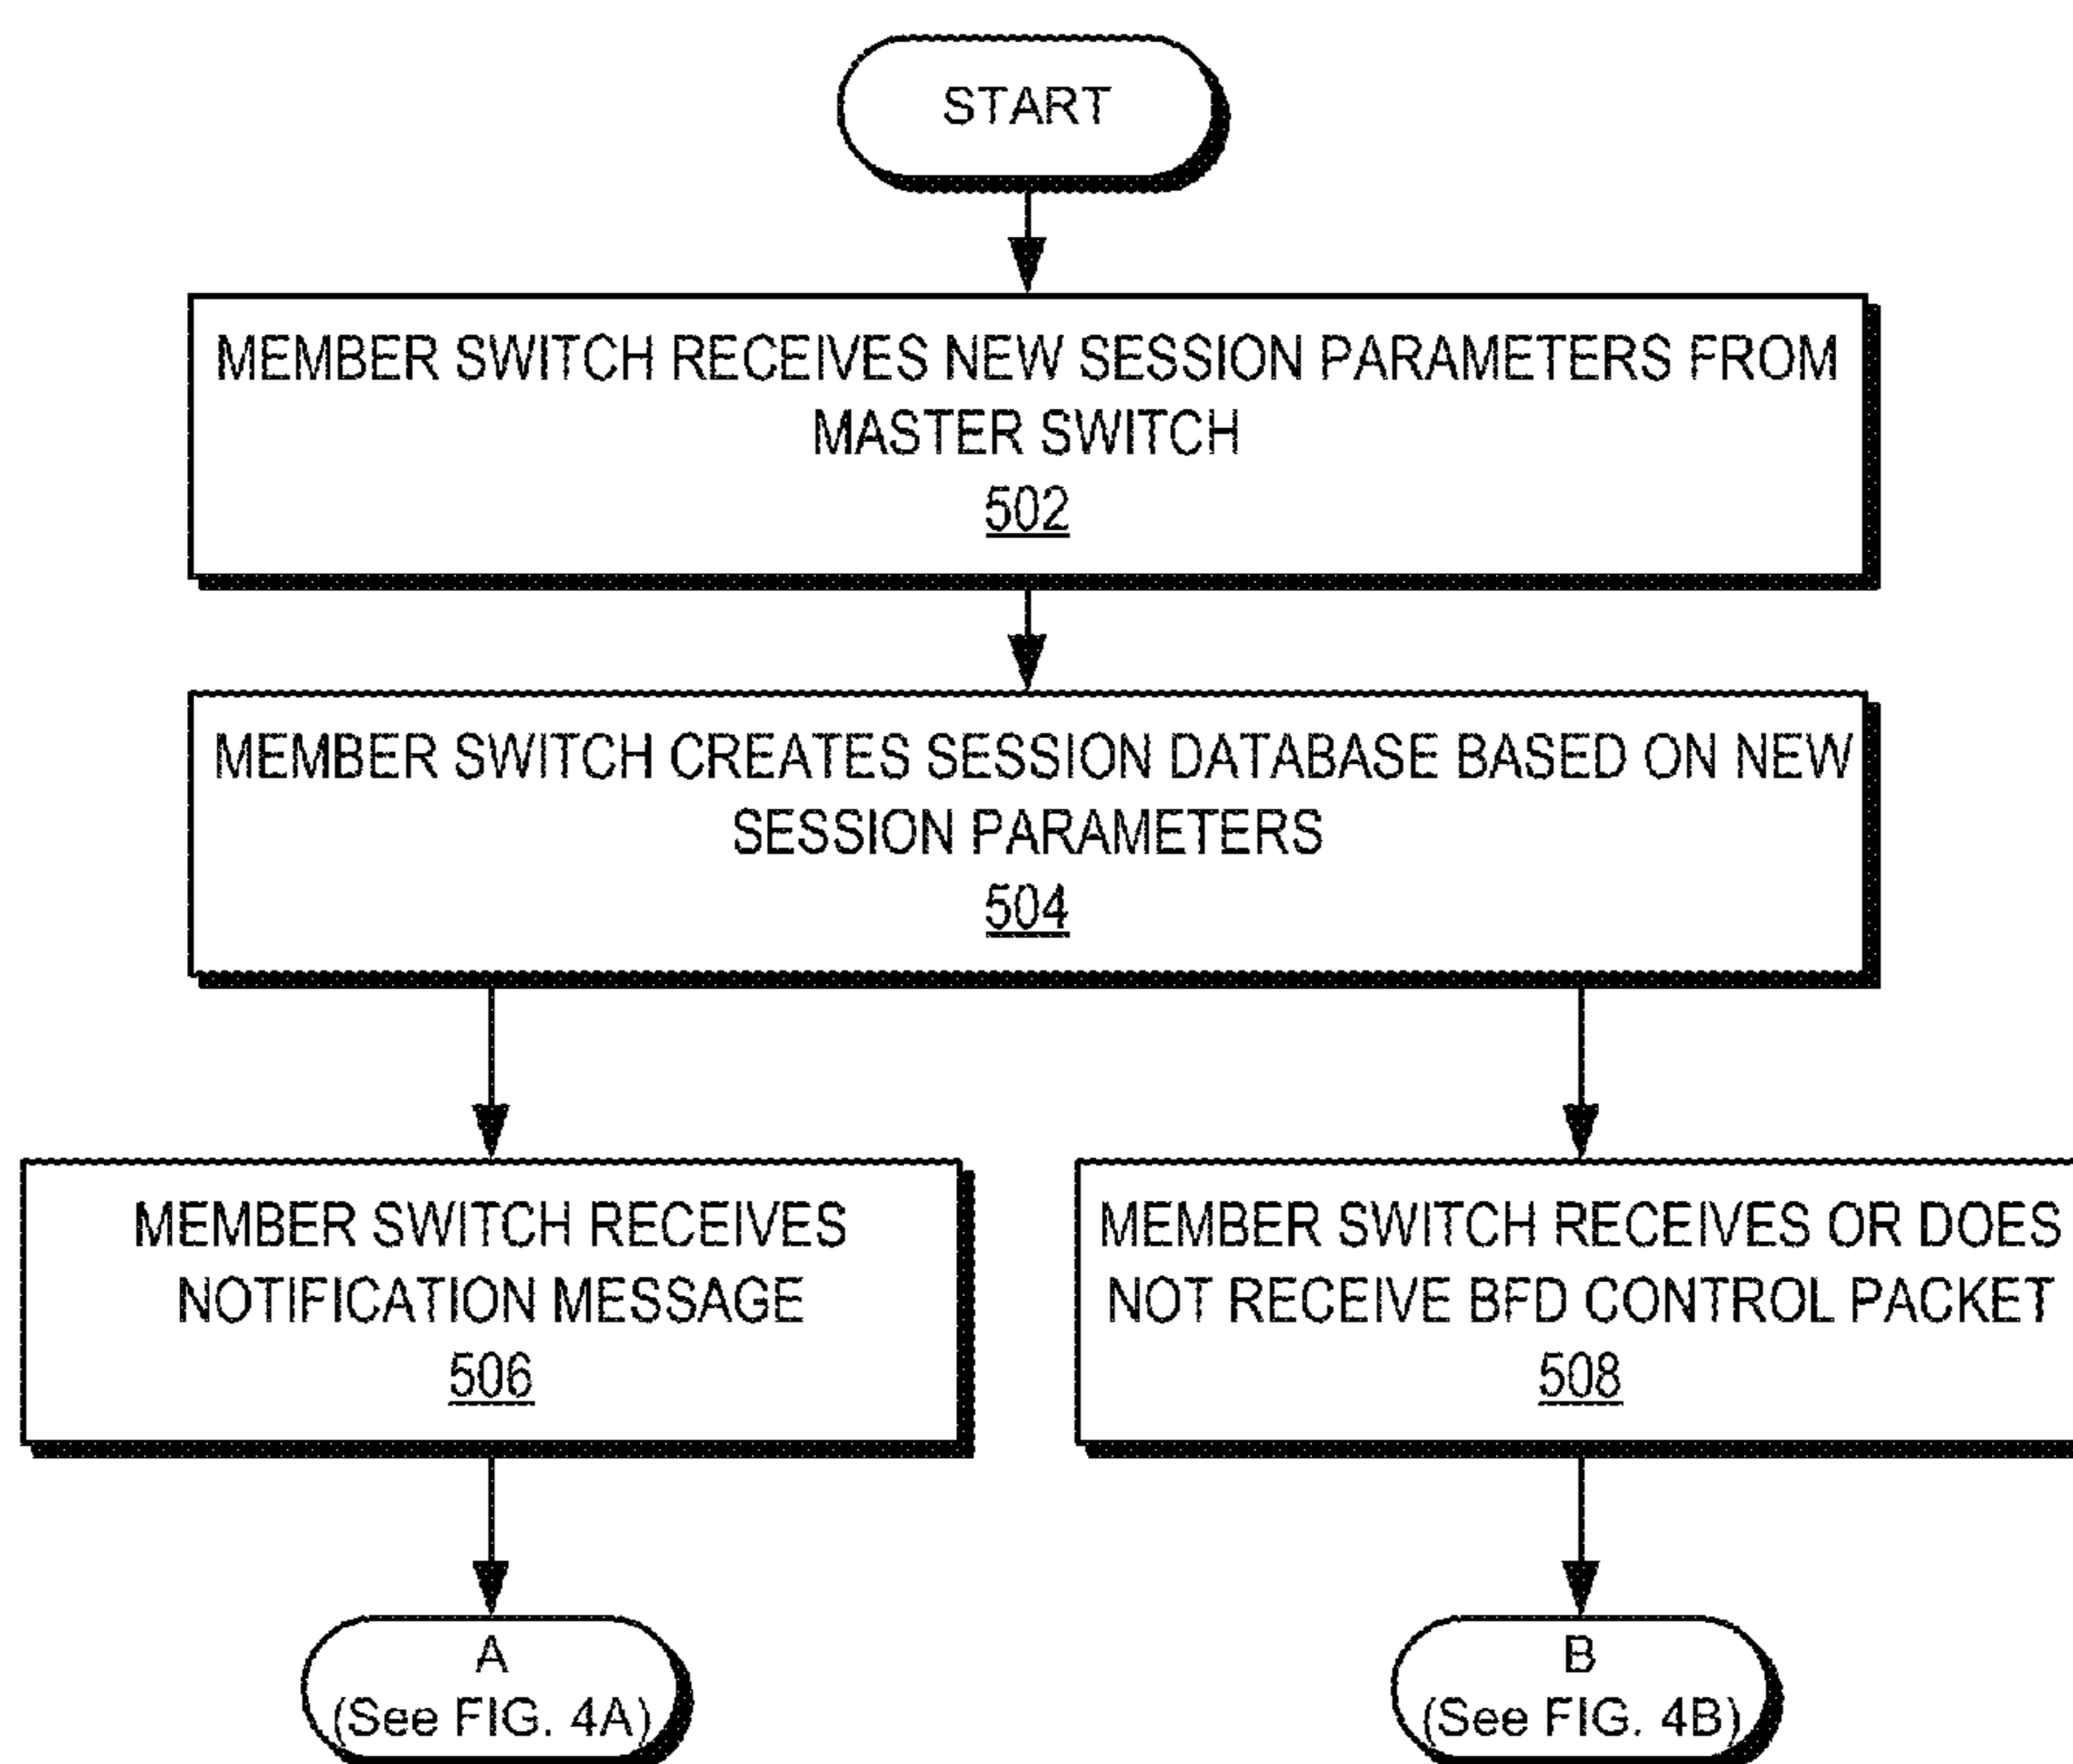 START
MEMBER SWITCH RECEIVES NEW SESSION PARAMETERS FROM
MASTER SWITCH
502
MEMBER SWITCH CREATES SESSION DATABASE BASED ON NEW
SESSION PARAMETERS
504
MEMBER SWITCH RECEIVES
NOTIFICATION MESSAGE
506
MEMBER SWITCH RECEIVES OR DOES
NOT RECEIVE BFD CONTROL PACKET
508
A
(See FIG. 4A)
B
(See FIG. 4B)